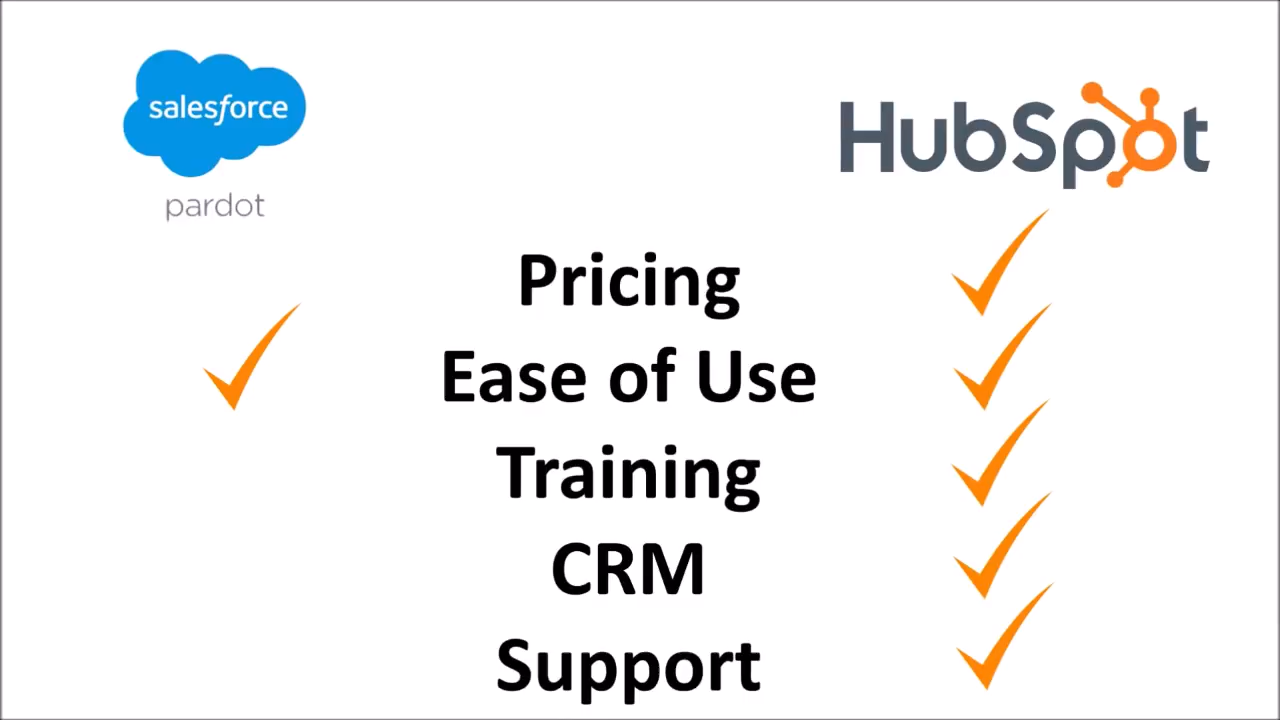 salesforce
pardot
HubSpot
Pricing
Ease of Use
Training
CRM
Support